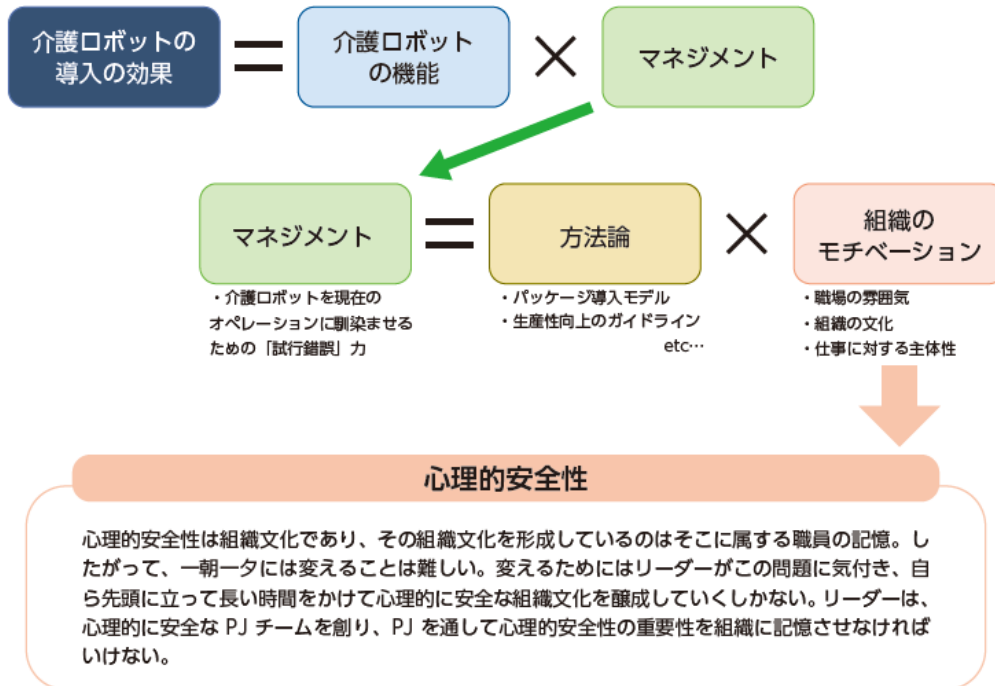 介護ロボットの
導入の効果
=
介護ロボット
の機能
×
マネジメント
マネジメント
=
方法論
×
組織の
モチベーション
・介護ロボットを現在の
オペレーションに馴染ませる
ための「試行錯誤」力
・パッケージ導入モデル
・生産性向上のガイドライン
etc…
・職場の雰囲気
・組織の文化
・仕事に対する主体性
心理的安全性
心理的安全性は組織文化であり、その組織文化を形成しているのはそこに属する職員の記憶。し
たがって、一朝一夕には変えることは難しい。変えるためにはリーダーがこの問題に気付き、自
ら先頭に立って長い時間をかけて心理的に安全な組織文化を醸成していくしかない。リーダーは、
心理的に安全な PJ チームを創り、PJ を通して心理的安全性の重要性を組織に記憶させなければ
いけない。